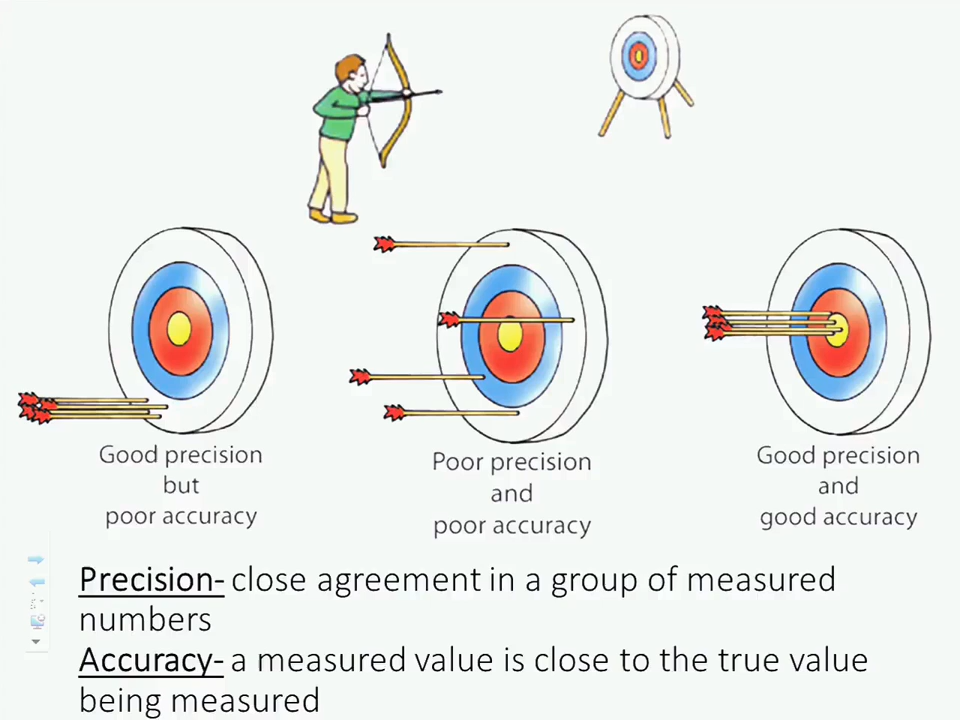 Good precision
but
poor accuracy
Poor precision
and
poor accuracy
Good precision
and
good accuracy
Precision- close agreement in a group of measured
numbers
Accuracy- a measured value is close to the true value
being measured